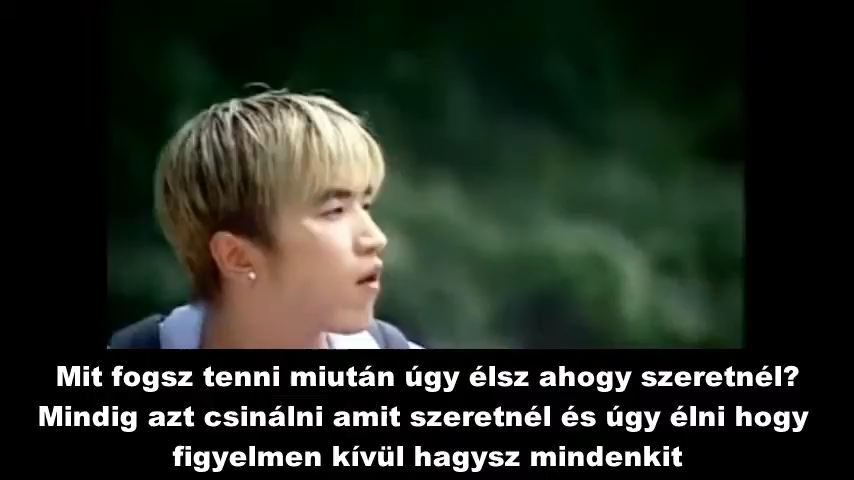 Mit fogsz tenni miután úgy élsz ahogy szeretnél?
Mindig azt csinálni amit szeretnél és úgy élni hogy
figyelmen kívül hagysz mindenkit